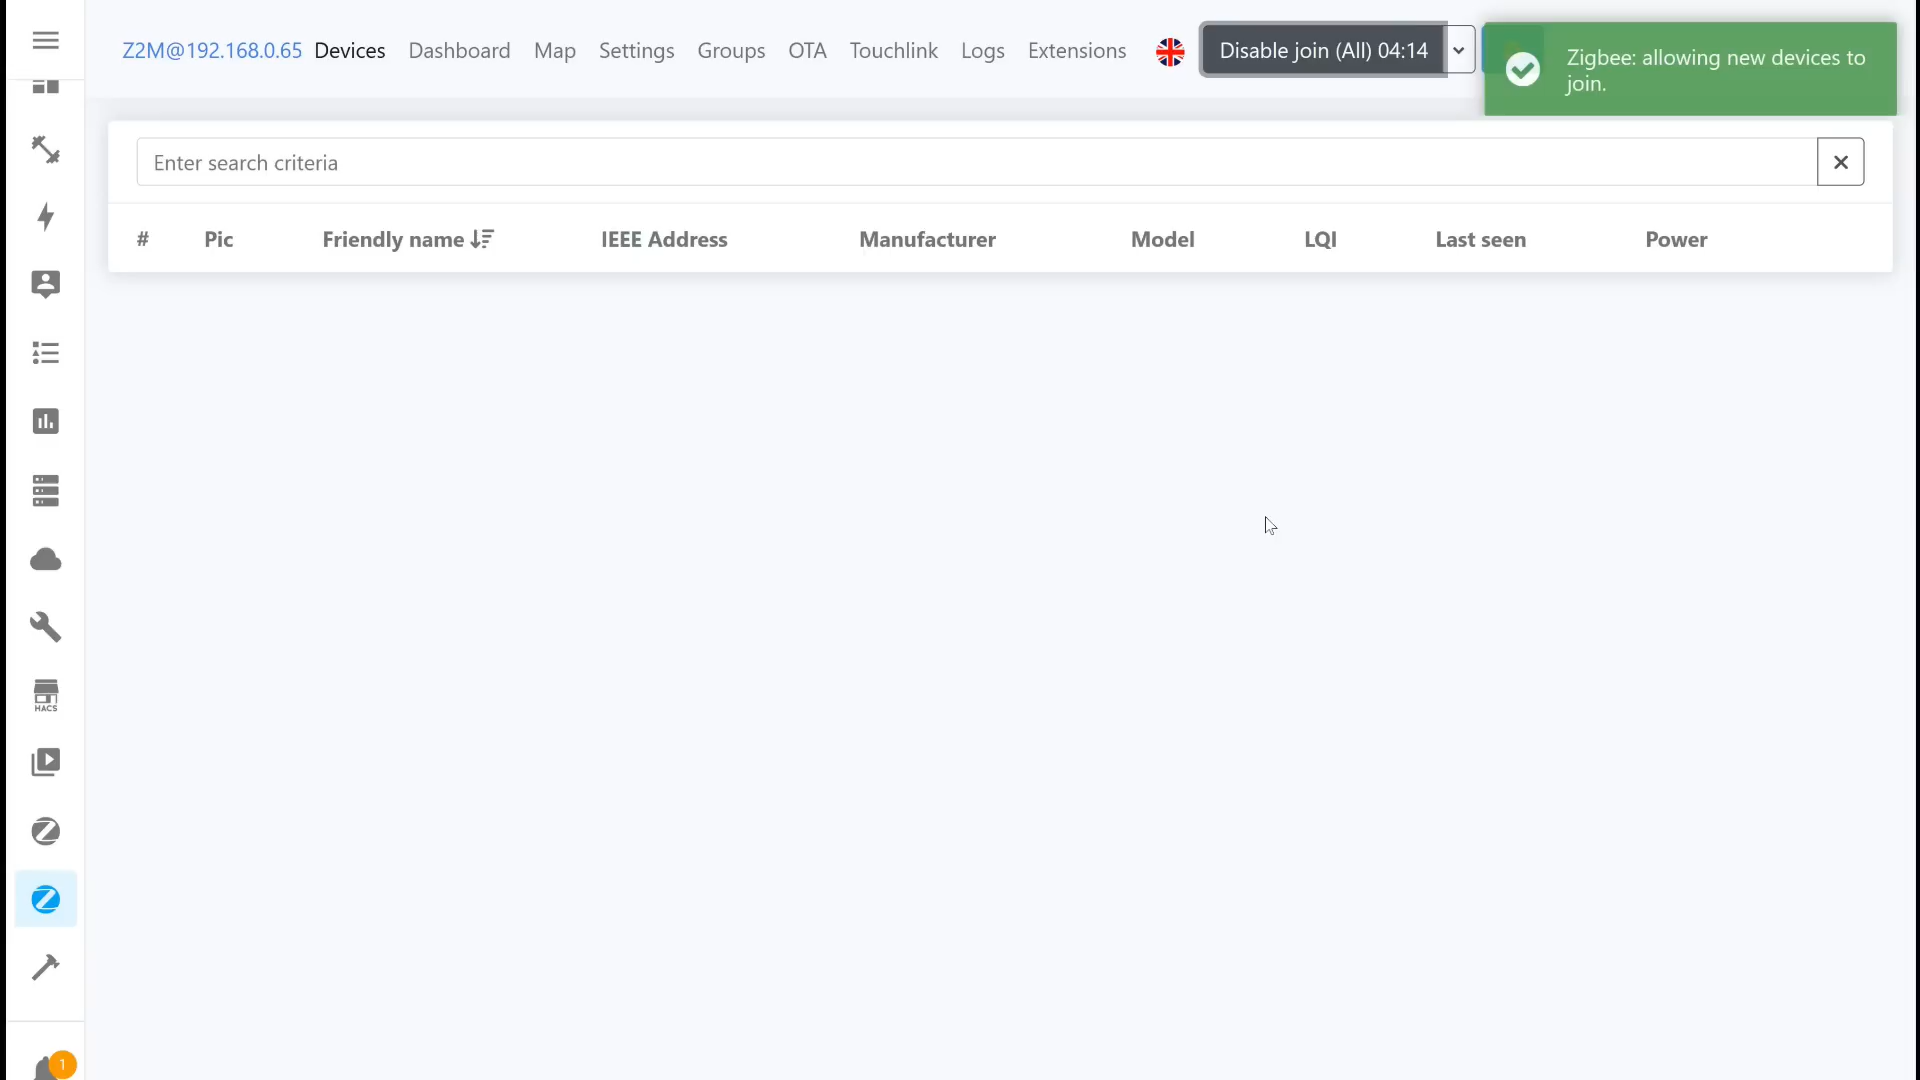 Z2M@192.168.0.65 Devices Dashboard Map Settings Groups OTA Touchlink Logs Extensions Disable join (All) 04:14
Zigbee: allowing new devices to
join.
Enter search criteria
# Pic Friendly name IEEE Address Manufacturer Model LQI Last seen Power
HACS
1